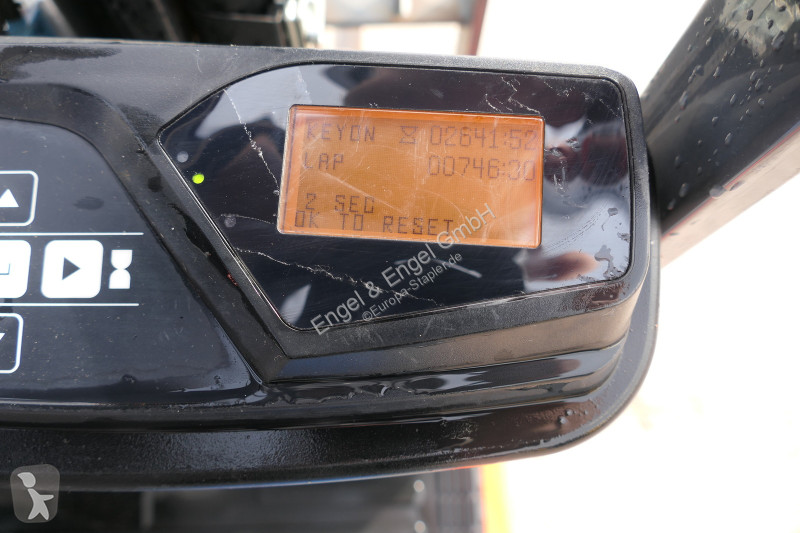 KEYON 02641:52
LAP 00746:30
2 SEC
OK TO RESET
Engel & Engel GmbH
©Europa-Stapler.de